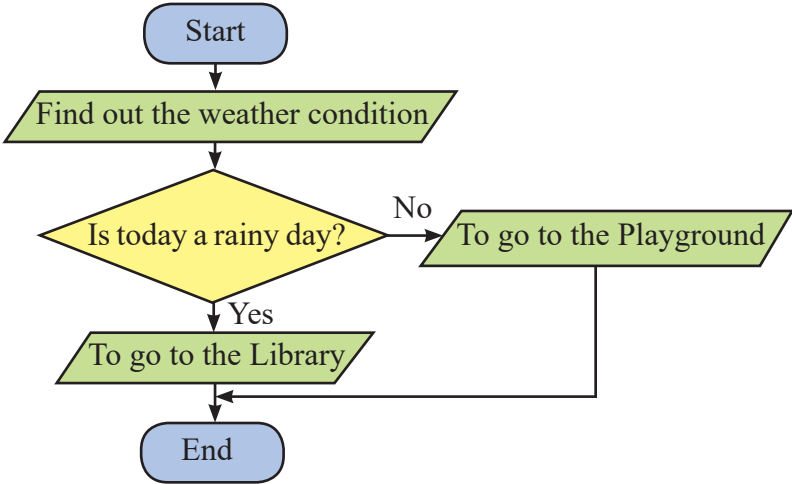 Start
Find out the weather condition
Is today a rainy day?
No
To go to the Playground
Yes
To go to the Library
End